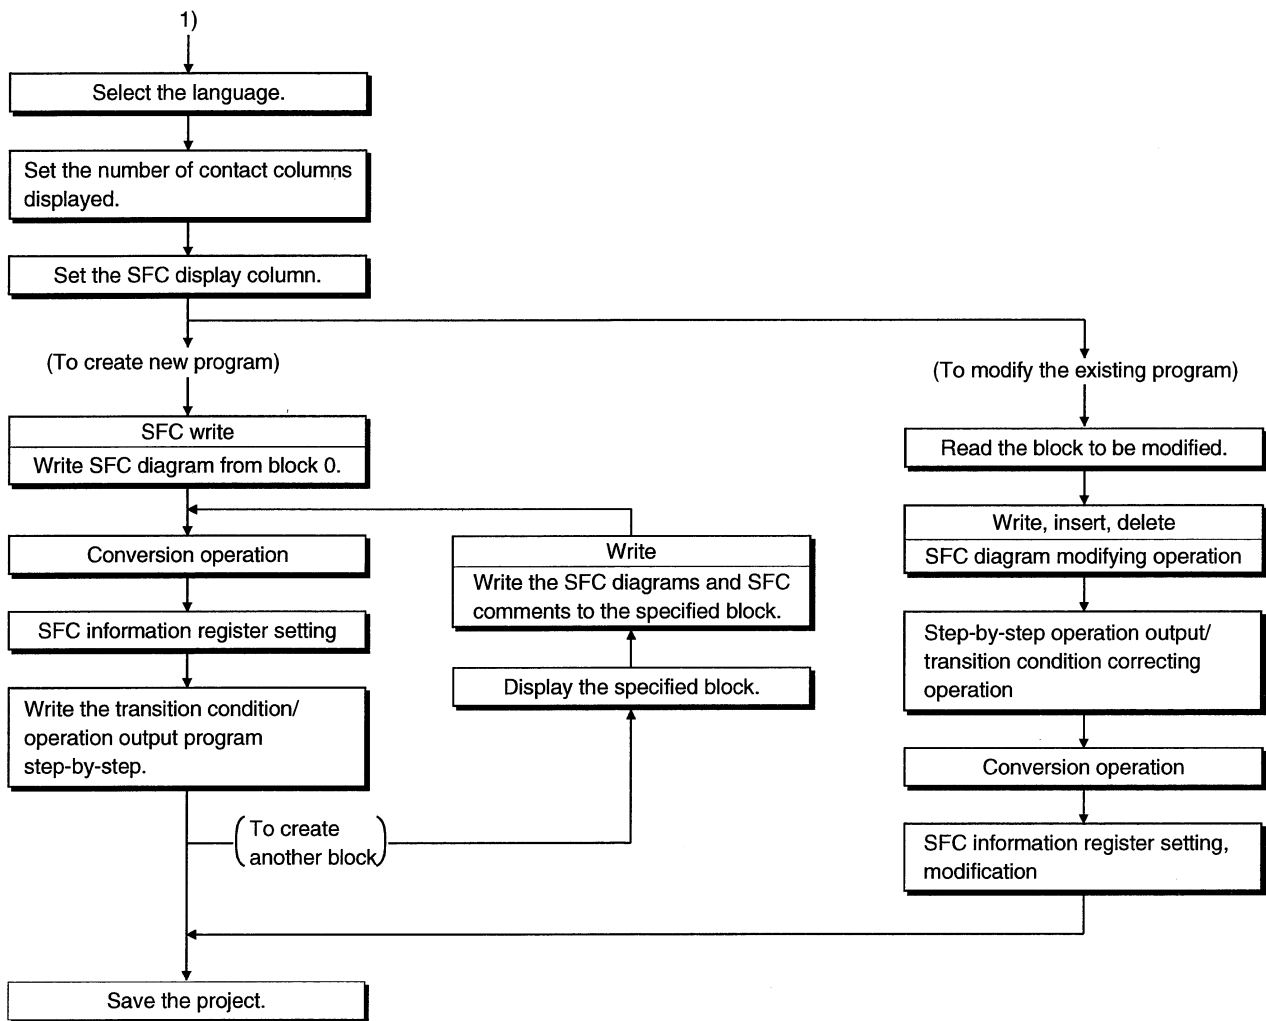 1)
Select the language.
Set the number of contact columns
displayed.
Set the SFC display column.
(To create new program)
SFC write
Write SFC diagram from block 0.
Conversion operation
SFC information register setting
Write the transition condition/
operation output program
step-by-step.
(To create
another block)
Write
Write the SFC diagrams and SFC
comments to the specified block.
Display the specified block.
(To modify the existing program)
Read the block to be modified.
Write, insert, delete
SFC diagram modifying operation
Step-by-step operation output/
transition condition correcting
operation
Conversion operation
SFC information register setting,
modification
Save the project.